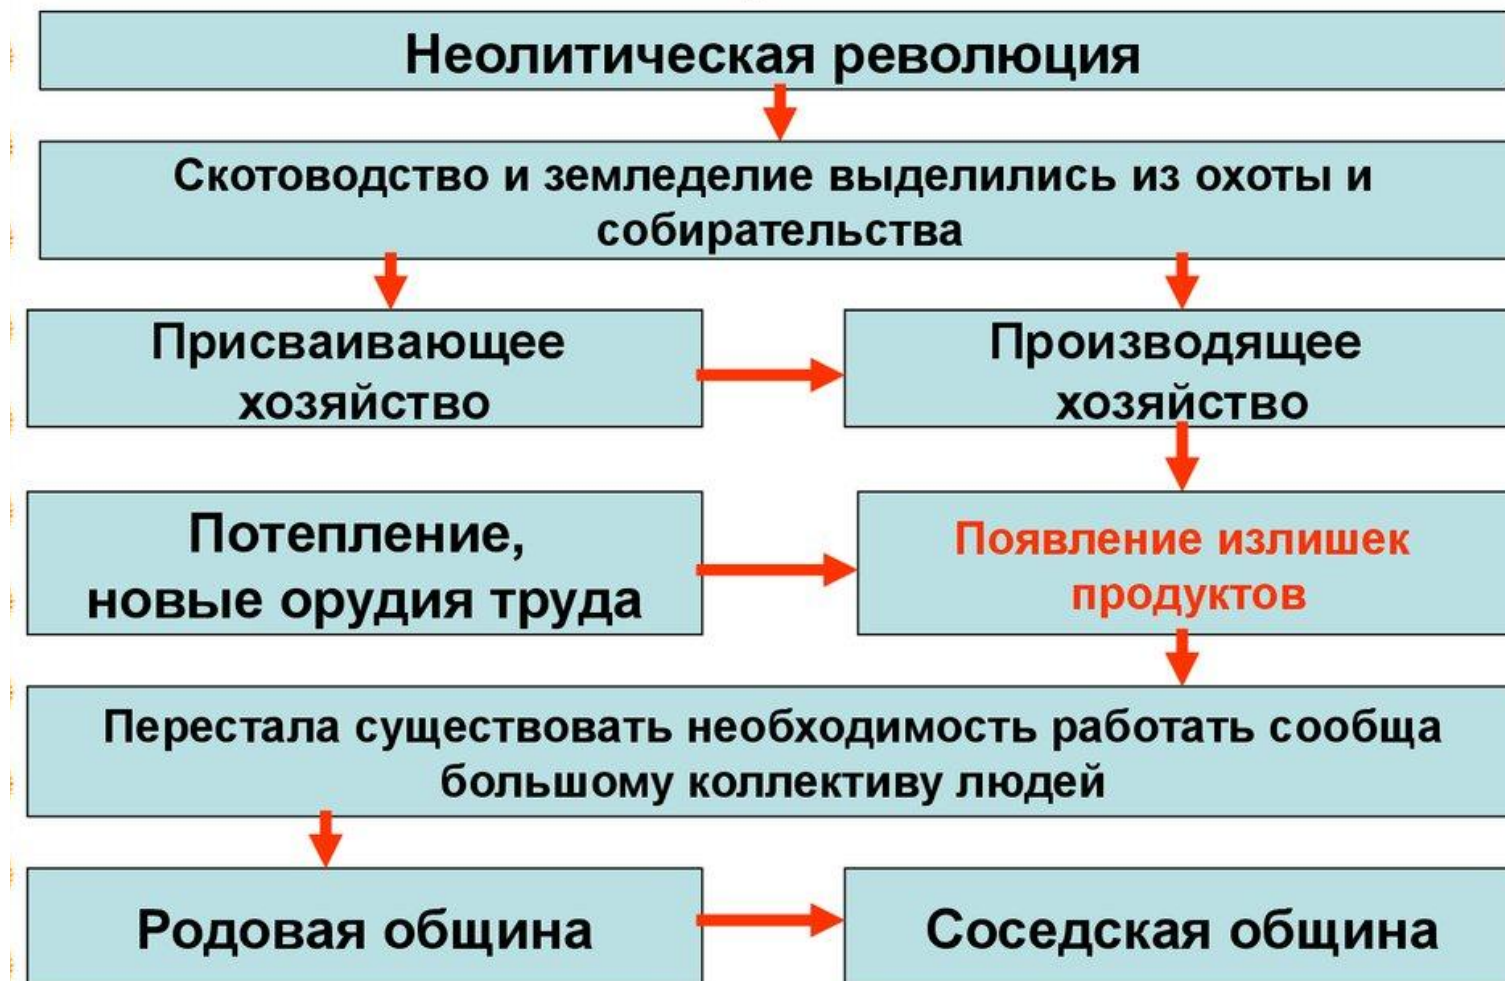 Неолитическая революция
Скотоводство и земледелие выделились из охоты и
собирательства
Присваивающее
хозяйство
Производящее
хозяйство
Потепление,
новые орудия труда
Появление излишек
продуктов
Перестала существовать необходимость работать сообща
большому коллективу людей
Родовая община
Соседская община